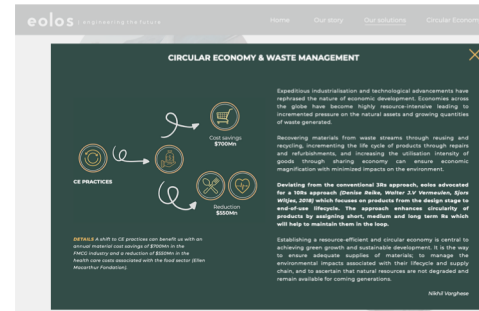 eolos / engineering the future
Home Our story Our solutions Circular Econom
CIRCULAR ECONOMY & WASTE MANAGEMENT
Cost savings
$700Mn
CE PRACTICES
Reduction
$550Mn
DETAILS A shift to CE practices can benefit us with an
annual material cost saving of $700Mn in the
FMCG industry and a reduction of $550Mn in the
health care costs associated with the food sector (Ellen
Macarthur Fondation).
Expeditious industrialisation and technological advancements have
rephrased the nature of economic development. Economies across
the globe have become highly resource-intensive leading to
incremented pressure on the natural assets and growing quantities
of waste generated.
Recovering materials from waste streams through reusing and
recycling, incrementing the life cycle of products through repairs
and refurbishments, and increasing the utilisation intensity of
goods through sharing economy can ensure economic
magnification with minimized impacts on the environment.
Deviating from the conventional 3Rs approach, eolos advocated
for a 10Rs approach (Denise Reike, Walter J.V Vermeulen, Sjors
Witjes, 2018) which focuses on products from the design stage to
end-of-use lifecycle. The approach enhances circularity of
products by assigning short, medium and long term Rs which
will help to maintain them in the loop.
Establishing a resource-efficient and circular economy is central to
achieving green growth and sustainable development. It is the way
to ensure adequate supplies of materials; to manage the
environmental impacts associated with their lifecycle and supply
chain, and to ascertain that natural resources are not degraded and
remain available for coming generations.
Nikhil Varghese